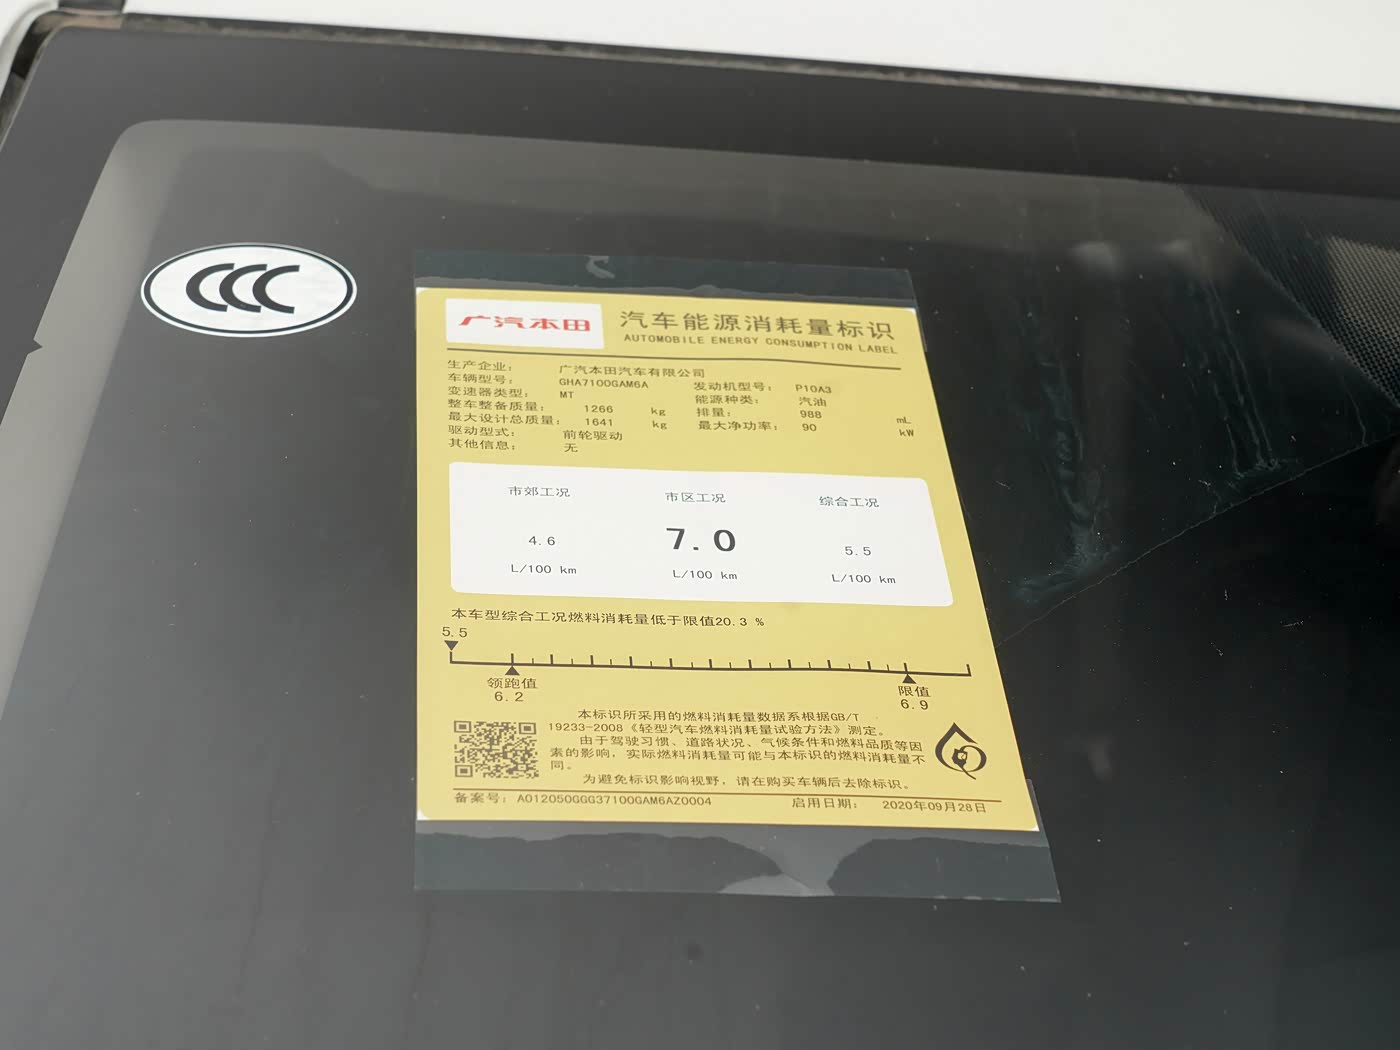 CCC
广汽本田 汽车能源消耗量标识
AUTOMOBILE ENERGY CONSUMPTION LABEL
生产企业： 广汽本田汽车有限公司
车辆型号： GHA7100GAM6A 发动机型号： P10A3
变速器类型： MT 能源种类： 汽油
整车整备质量： 1266 kg 排量： 988 mL
最大设计总质量： 1641 kg 最大净功率： 90 kW
驱动型式： 前轮驱动
其他信息： 无
市郊工况 市区工况 综合工况
4.6 7.0 5.5
L/100 km L/100 km L/100 km
本车型综合工况燃料消耗量低于限值20.3 %
5.5
领跑值 限值
6.2 6.9
本标识所采用的燃料消耗量数据系根据GB/T
19233-2008《轻型汽车燃料消耗量试验方法》测定。
由于驾驶习惯、道路状况、气候条件和燃料品质等因
素的影响，实际燃料消耗量可能与本标识的燃料消耗量不
同。
为避免标识影响视野，请在购买车辆后去除标识。
备案号： A012050GGG37100GAM6AZ0004 启用日期： 2020年09月28日